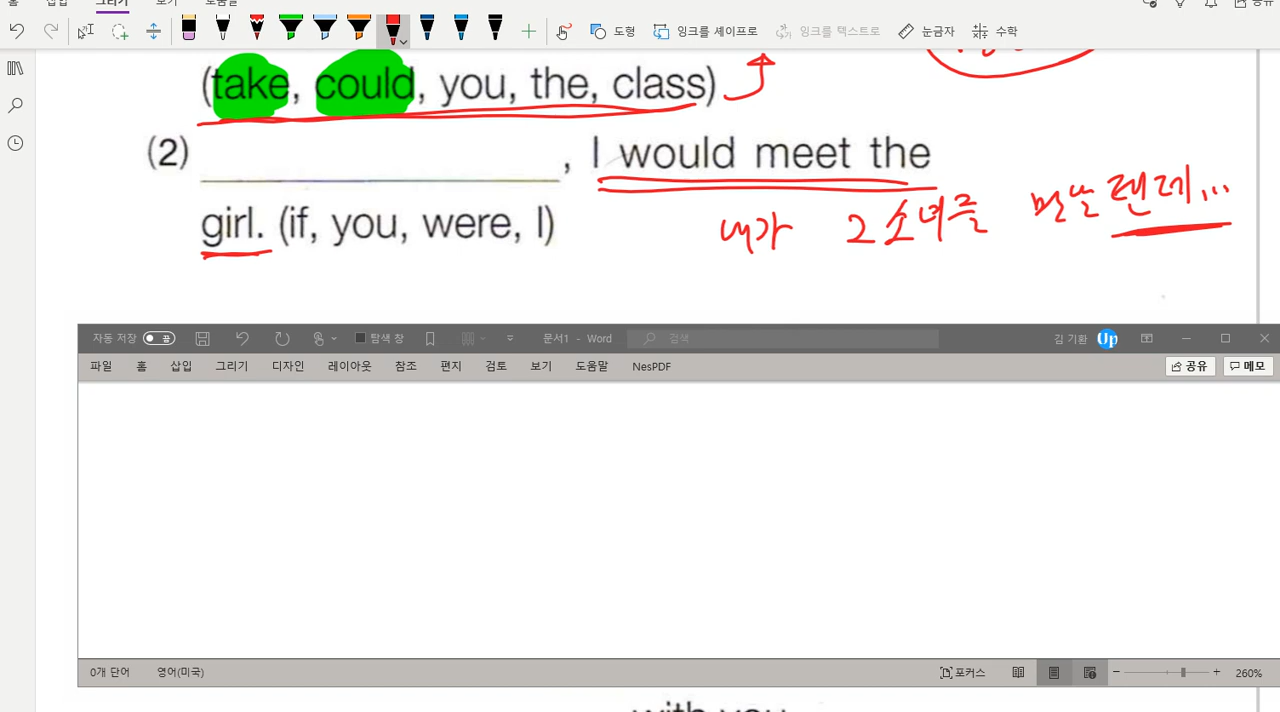 홈 삽입 그리기 보기 도움말 공유
도형 잉크를 셰이프로 잉크를 텍스트로 눈금자 수학
(take, could, you, the, class)
(2) ____________, I would meet the
girl. (if, you, were, I)
내가 그 소녀를 만날 텐데...
자동 저장 끔 탐색 창 문서1 - Word 검색 김 기환 Up
파일 홈 삽입 그리기 디자인 레이아웃 참조 편지 검토 보기 도움말 NesPDF 공유 메모
0개 단어 영어(미국) 포커스 260%
with you